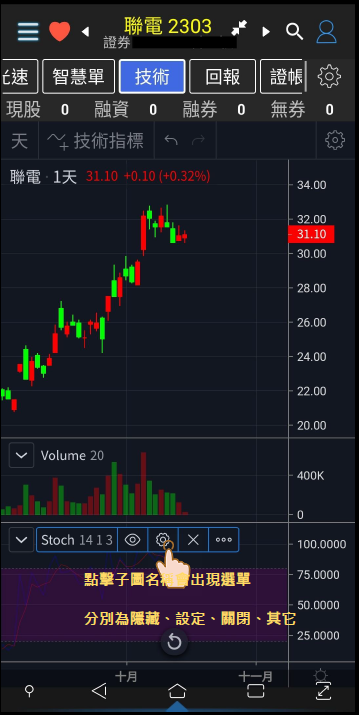 聯電 2303
證券
光速 智慧單 技術 回報 證帳
現股 0 融資 0 融券 0 無券 0
天 技術指標
聯電 · 1天 31.10 +0.10 (+0.32%)
34.00
32.00
31.10
30.00
28.00
26.00
24.00
22.00
20.00
Volume 20
400K
0
Stoch 14 1 3
100.0000
點擊子圖名稱會出現選單
75.0000
50.0000
分別為隱藏、設定、關閉、其它
25.0000
十月 十一月